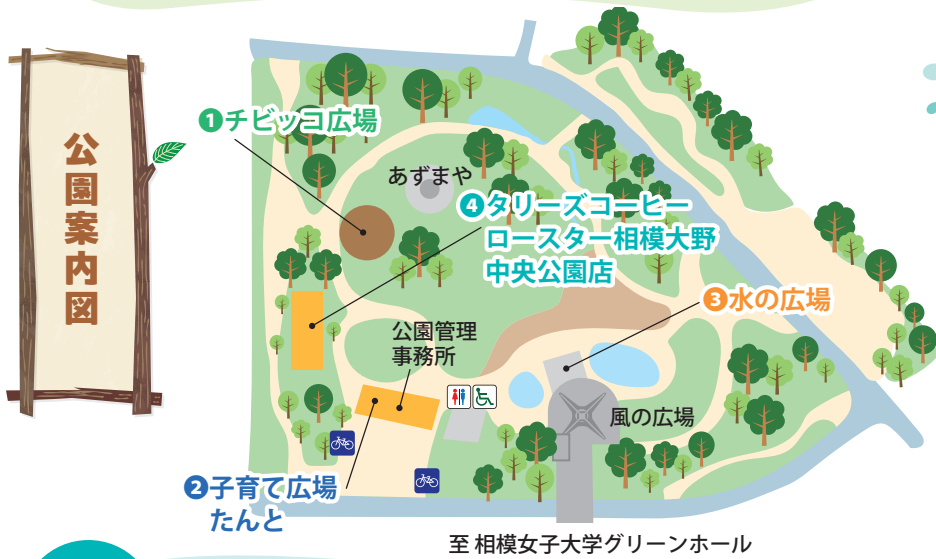 公園案内図
❶チビッコ広場
あずまや
❹タリーズコーヒー
ロースター相模大野
中央公園店
❸水の広場
公園管理
事務所
風の広場
❷子育て広場
たんと
至 相模女子大学グリーンホール